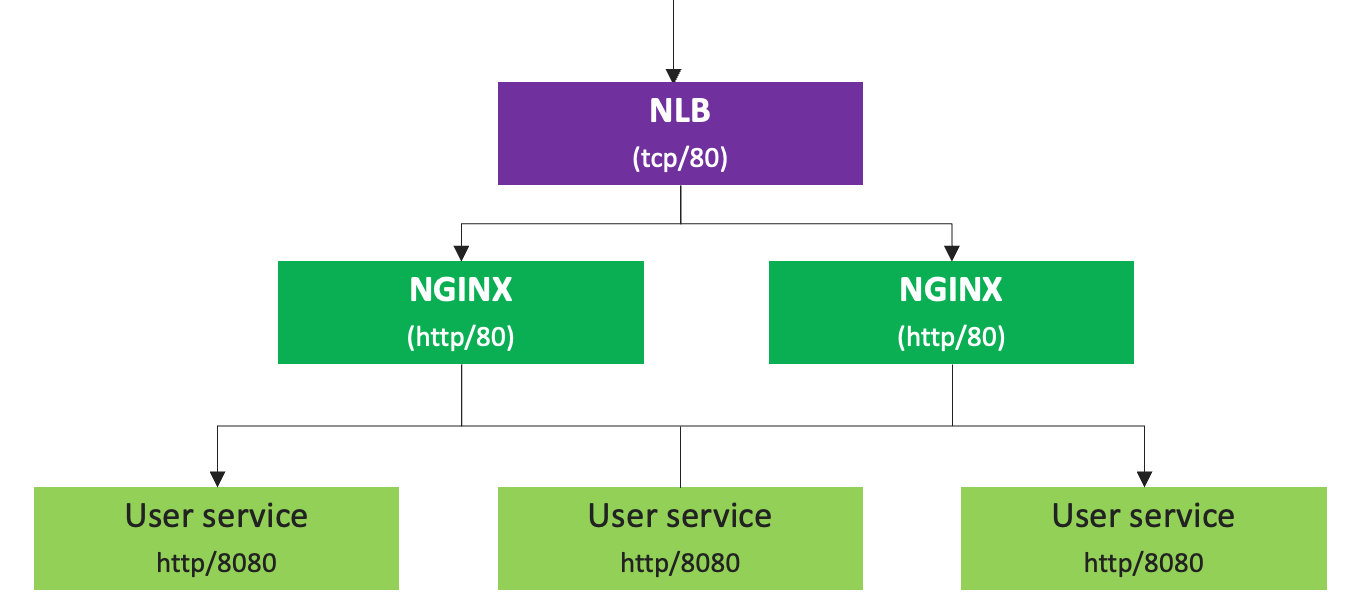 NLB
(tcp/80)
NGINX
(http/80)
NGINX
(http/80)
User service
http/8080
User service
http/8080
User service
http/8080